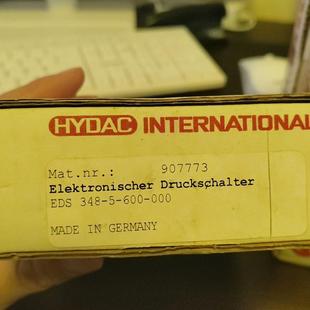 HYDAC INTERNATIONAL
Mat.nr.: 907773
Elektronischer Druckschalter
EDS 348-5-600-000
MADE IN GERMANY